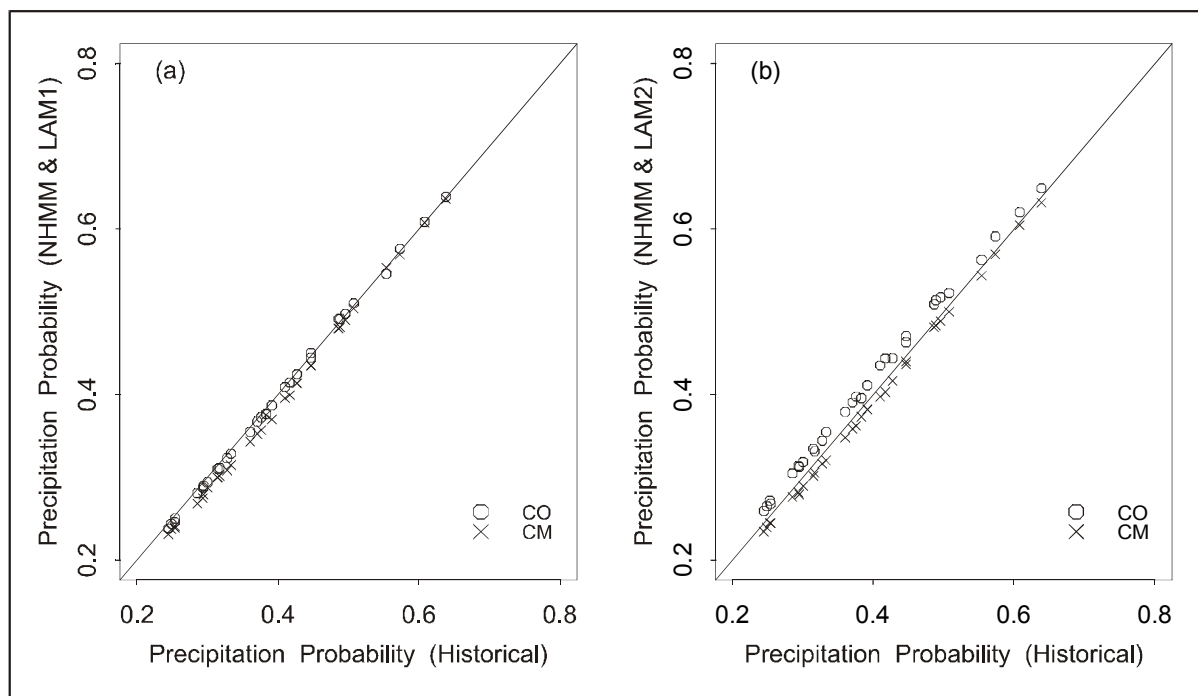 (a)
Precipitation Probability (NHMM & LAM1)
0.8
0.6
0.4
0.2
CO
CM
0.2 0.4 0.6 0.8
Precipitation Probability (Historical)
(b)
Precipitation Probability (NHMM & LAM2)
0.8
0.6
0.4
0.2
CO
CM
0.2 0.4 0.6 0.8
Precipitation Probability (Historical)